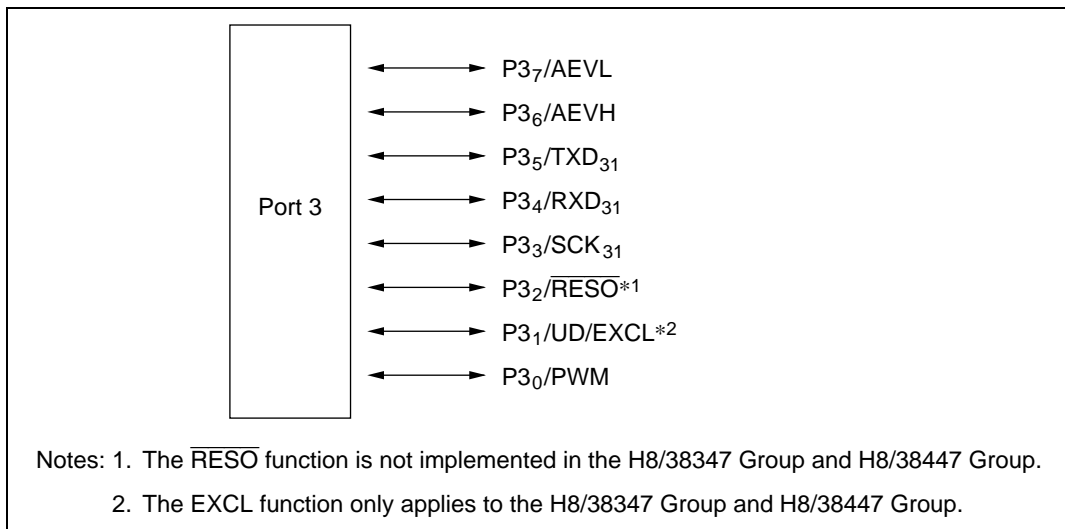 Port 3
P3₇/AEVL
P3₆/AEVH
P3₅/TXD₃₁
P3₄/RXD₃₁
P3₃/SCK₃₁
P3₂/R̅E̅S̅O̅*1
P3₁/UD/EXCL*2
P3₀/PWM
Notes: 1. The R̅E̅S̅O̅ function is not implemented in the H8/38347 Group and H8/38447 Group.
2. The EXCL function only applies to the H8/38347 Group and H8/38447 Group.